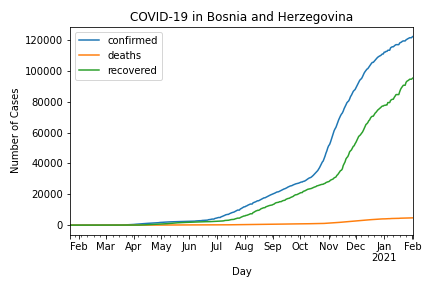 COVID-19 in Bosnia and Herzegovina
confirmed
deaths
recovered
Number of Cases
120000
100000
80000
60000
40000
20000
0
Feb Mar Apr May Jun Jul Aug Sep Oct Nov Dec Jan Feb
2021
Day